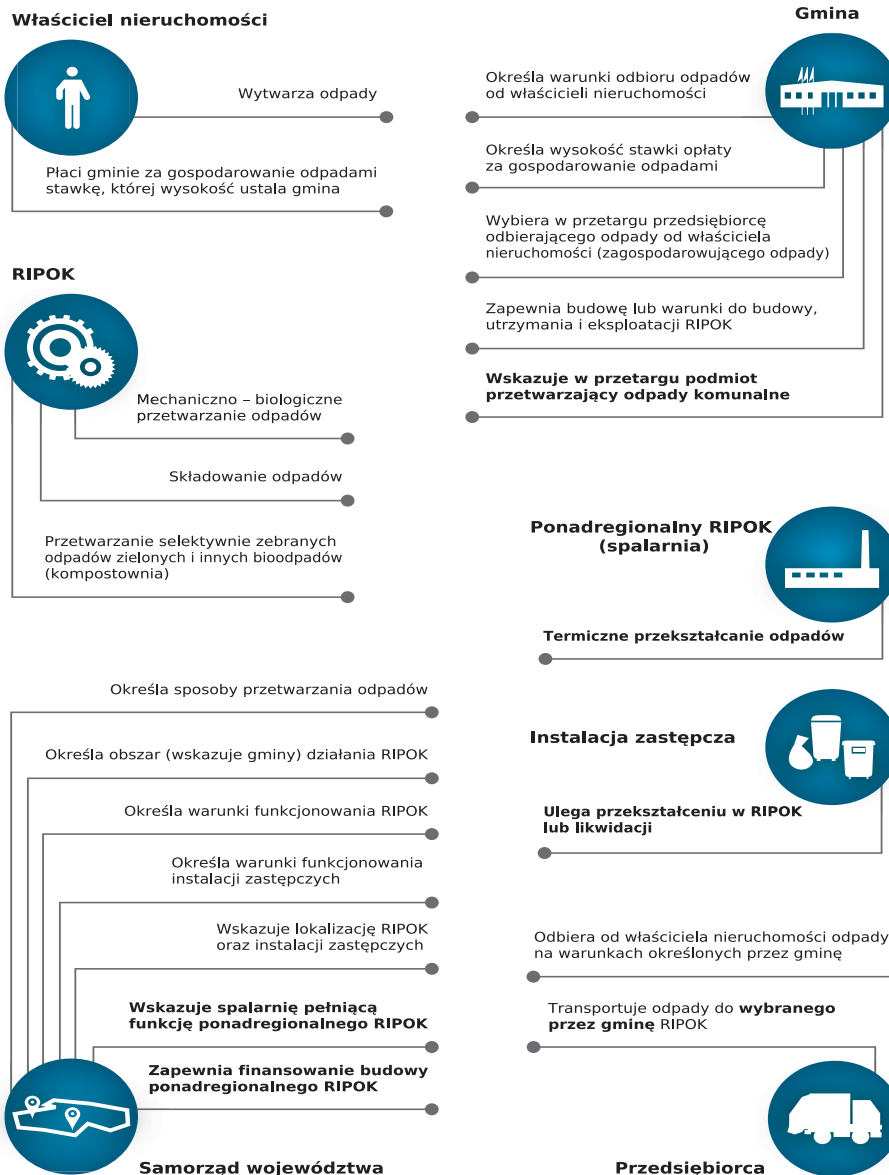 Właściciel nieruchomości
Wytwarza odpady
Płaci gminie za gospodarowanie odpadami
stawkę, której wysokość ustala gmina
RIPOK
Mechaniczno – biologiczne
przetwarzanie odpadów
Składowanie odpadów
Przetwarzanie selektywnie zebranych
odpadów zielonych i innych bioodpadów
(kompostownia)
Określa sposoby przetwarzania odpadów
Określa obszar (wskazuje gminy) działania RIPOK
Określa warunki funkcjonowania RIPOK
Określa warunki funkcjonowania
instalacji zastępczych
Wskazuje lokalizację RIPOK
oraz instalacji zastępczych
Wskazuje spalarnię pełniącą
funkcję ponadregionalnego RIPOK
Zapewnia finansowanie budowy
ponadregionalnego RIPOK
Samorząd województwa
Gmina
Określa warunki odbioru odpadów
od właścicieli nieruchomości
Określa wysokość stawki opłaty
za gospodarowanie odpadami
Wybiera w przetargu przedsiębiorcę
odbierającego odpady od właściciela
nieruchomości (zagospodarowującego odpady)
Zapewnia budowę lub warunki do budowy,
utrzymania i eksploatacji RIPOK
Wskazuje w przetargu podmiot
przetwarzający odpady komunalne
Ponadregionalny RIPOK
(spalarnia)
Termiczne przekształcanie odpadów
Instalacja zastępcza
Ulega przekształceniu w RIPOK
lub likwidacji
Odbiera od właściciela nieruchomości odpady
na warunkach określonych przez gminę
Transportuje odpady do wybranego
przez gminę RIPOK
Przedsiębiorca